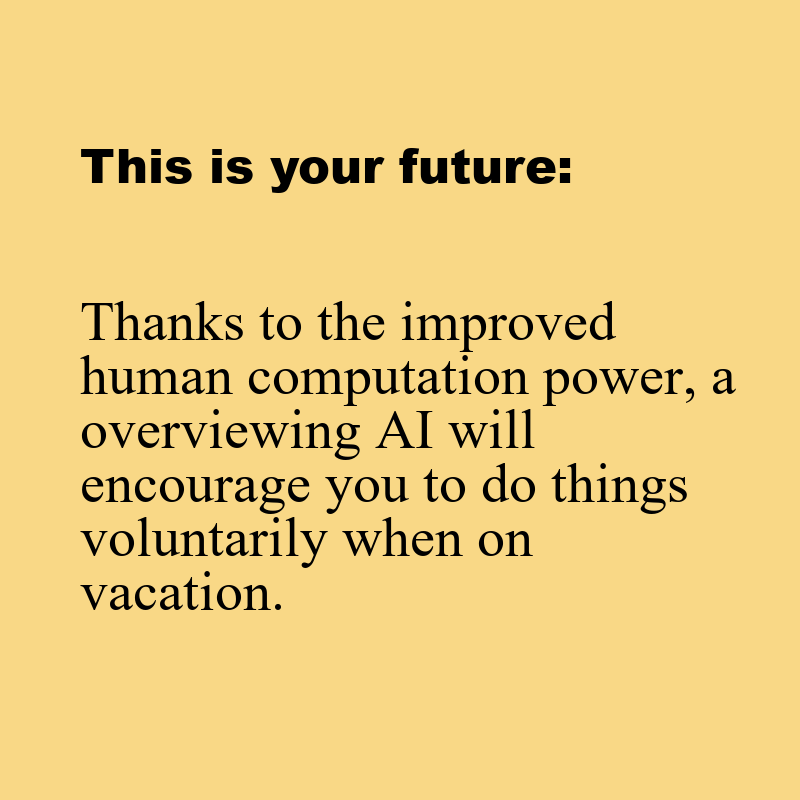 This is your future:
Thanks to the improved
human computation power, a
overviewing AI will
encourage you to do things
voluntarily when on
vacation.